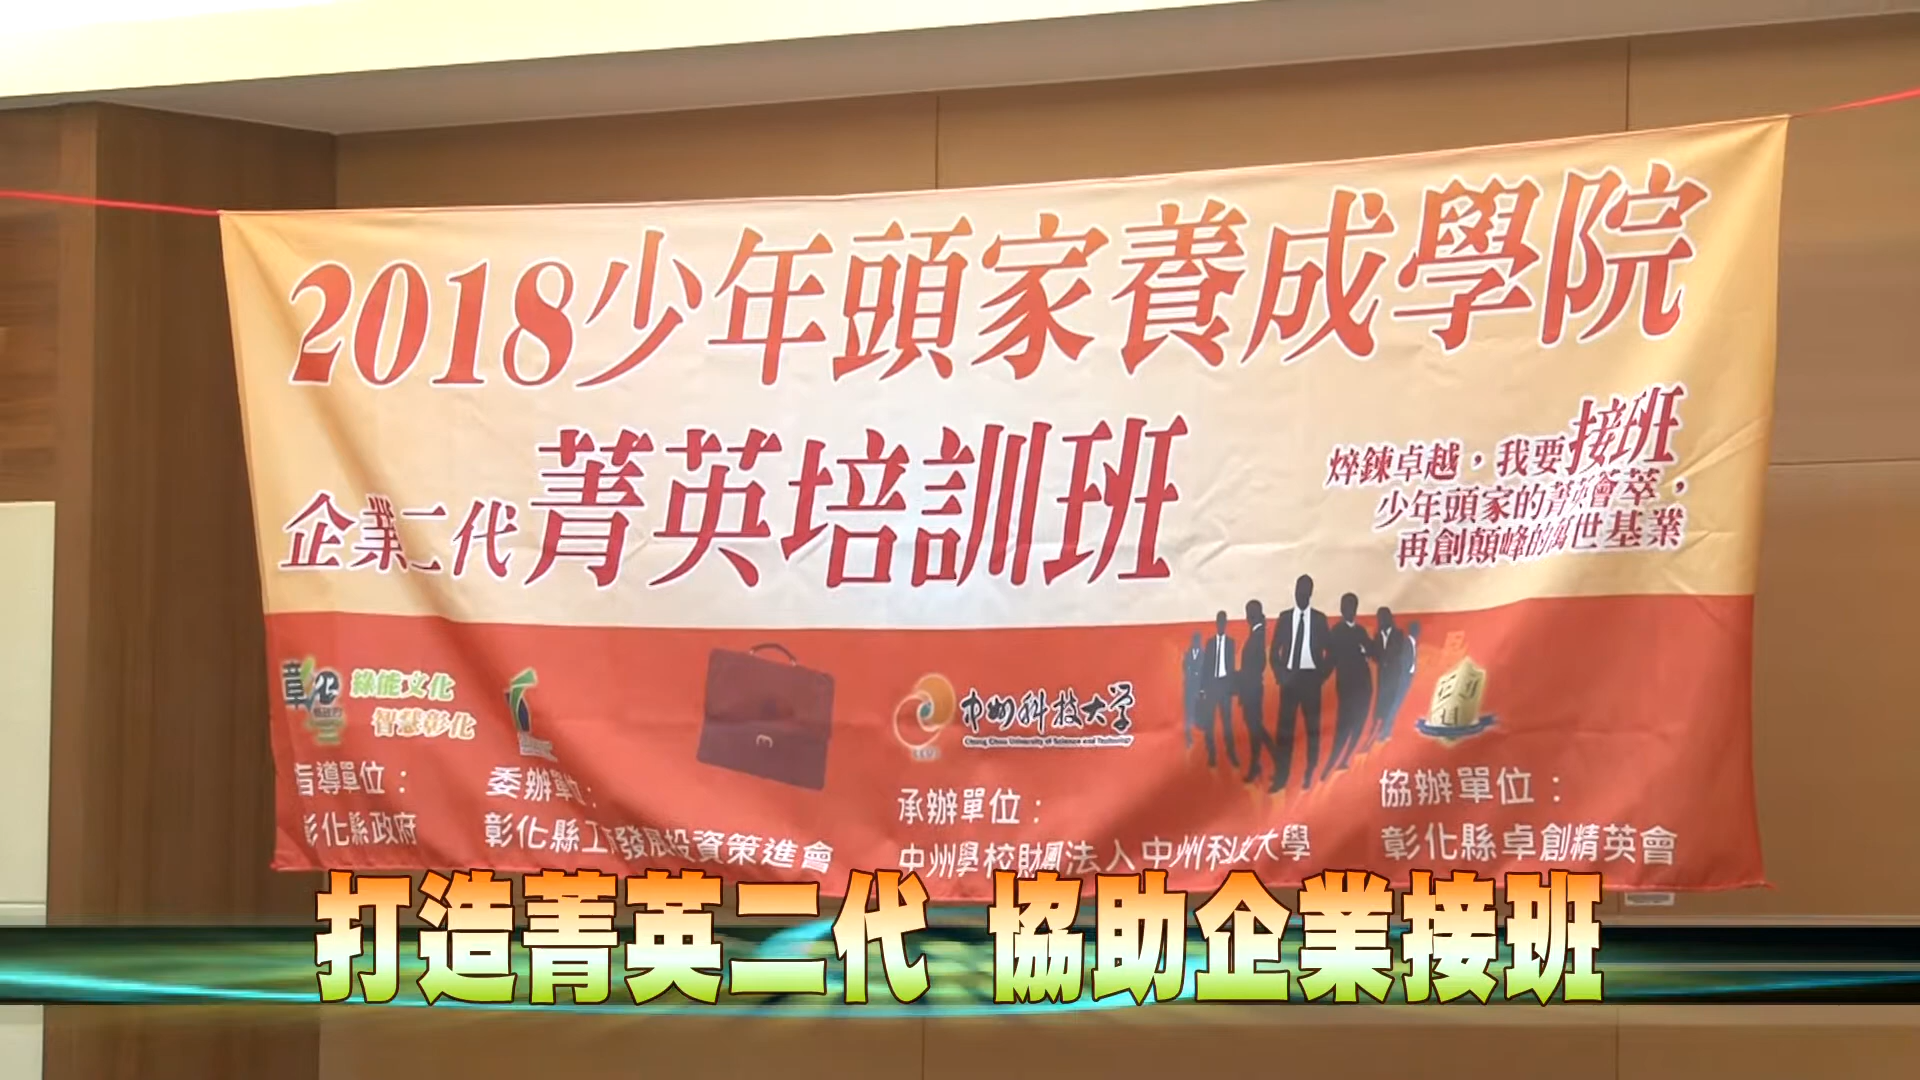 2018少年頭家養成學院
企業二代菁英培訓班
焠鍊卓越，我要接班
少年頭家的菁英會萃，
再創顛峰的萬世基業
彰化
縣政府
綠能文化
智慧彰化
中州科技大學
Chung Chou University of Science and Technology
指導單位：
彰化縣政府
委辦單位：
彰化縣工商發展投資策進會
承辦單位：
中州學校財團法人中州科技大學
協辦單位：
彰化縣卓創精英會
打造菁英二代 協助企業接班